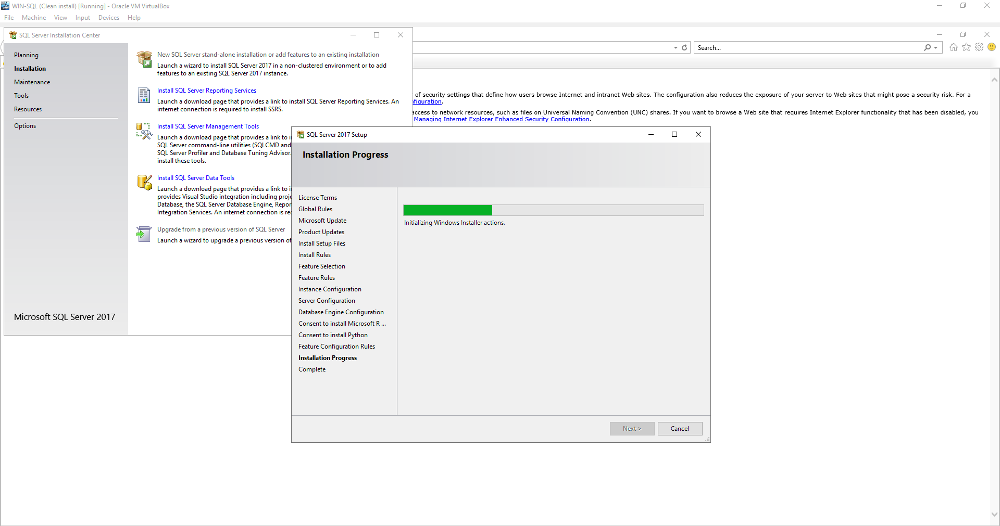 WIN-SQL (Clean install) [Running] - Oracle VM VirtualBox
File Machine View Input Devices Help
SQL Server Installation Center
Search...
Planning
Installation
Maintenance
Tools
Resources
Options
Microsoft SQL Server 2017
New SQL Server stand-alone installation or add features to an existing installation
Launch a wizard to install SQL Server 2017 in a non-clustered environment or to add
features to an existing SQL Server 2017 instance.
Install SQL Server Reporting Services
Launch a download page that provides a link to install SQL Server Reporting Services. An
internet connection is required to install SSRS.
Install SQL Server Management Tools
Launch a download page that provides a link to i
SQL Server command-line utilities (SQLCMD and
SQL Server Profiler and Database Tuning Advisor.
install these tools.
Install SQL Server Data Tools
Launch a download page that provides a link to i
provides Visual Studio integration including proje
Database, the SQL Server Database Engine, Repor
Integration Services. An internet connection is re
Upgrade from a previous version of SQL Server
Launch a wizard to upgrade a previous version of
of security settings that define how users browse Internet and intranet Web sites. The configuration also reduces the exposure of your server to Web sites that might pose a security risk. For a
figuration.
access to network resources, such as files on Universal Naming Convention (UNC) shares. If you want to browse a Web site that requires Internet Explorer functionality that has been disabled, you
Managing Internet Explorer Enhanced Security Configuration.
SQL Server 2017 Setup
Installation Progress
License Terms
Global Rules
Microsoft Update
Product Updates
Install Setup Files
Install Rules
Feature Selection
Feature Rules
Instance Configuration
Server Configuration
Database Engine Configuration
Consent to install Microsoft R ...
Consent to install Python
Feature Configuration Rules
Installation Progress
Complete
Initializing Windows Installer actions.
Next >
Cancel